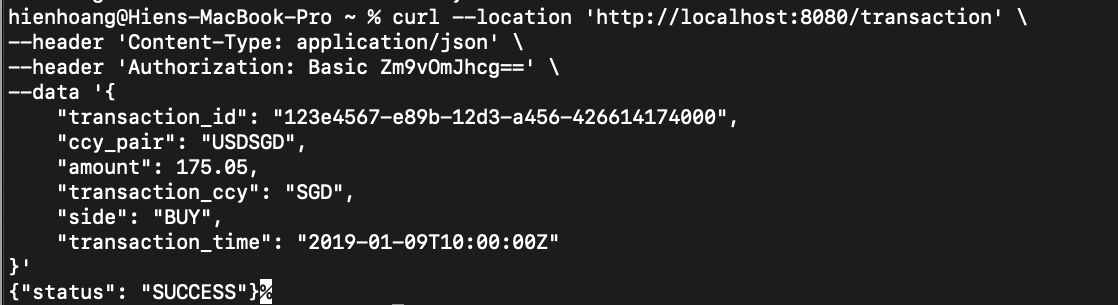 hienhoang@Hiens-MacBook-Pro ~ % curl --location 'http://localhost:8080/transaction' \
--header 'Content-Type: application/json' \
--header 'Authorization: Basic Zm9vOmJhcg==' \
--data '{
    "transaction_id": "123e4567-e89b-12d3-a456-426614174000",
    "ccy_pair": "USDSGD",
    "amount": 175.05,
    "transaction_ccy": "SGD",
    "side": "BUY",
    "transaction_time": "2019-01-09T10:00:00Z"
}'
{"status": "SUCCESS"}%